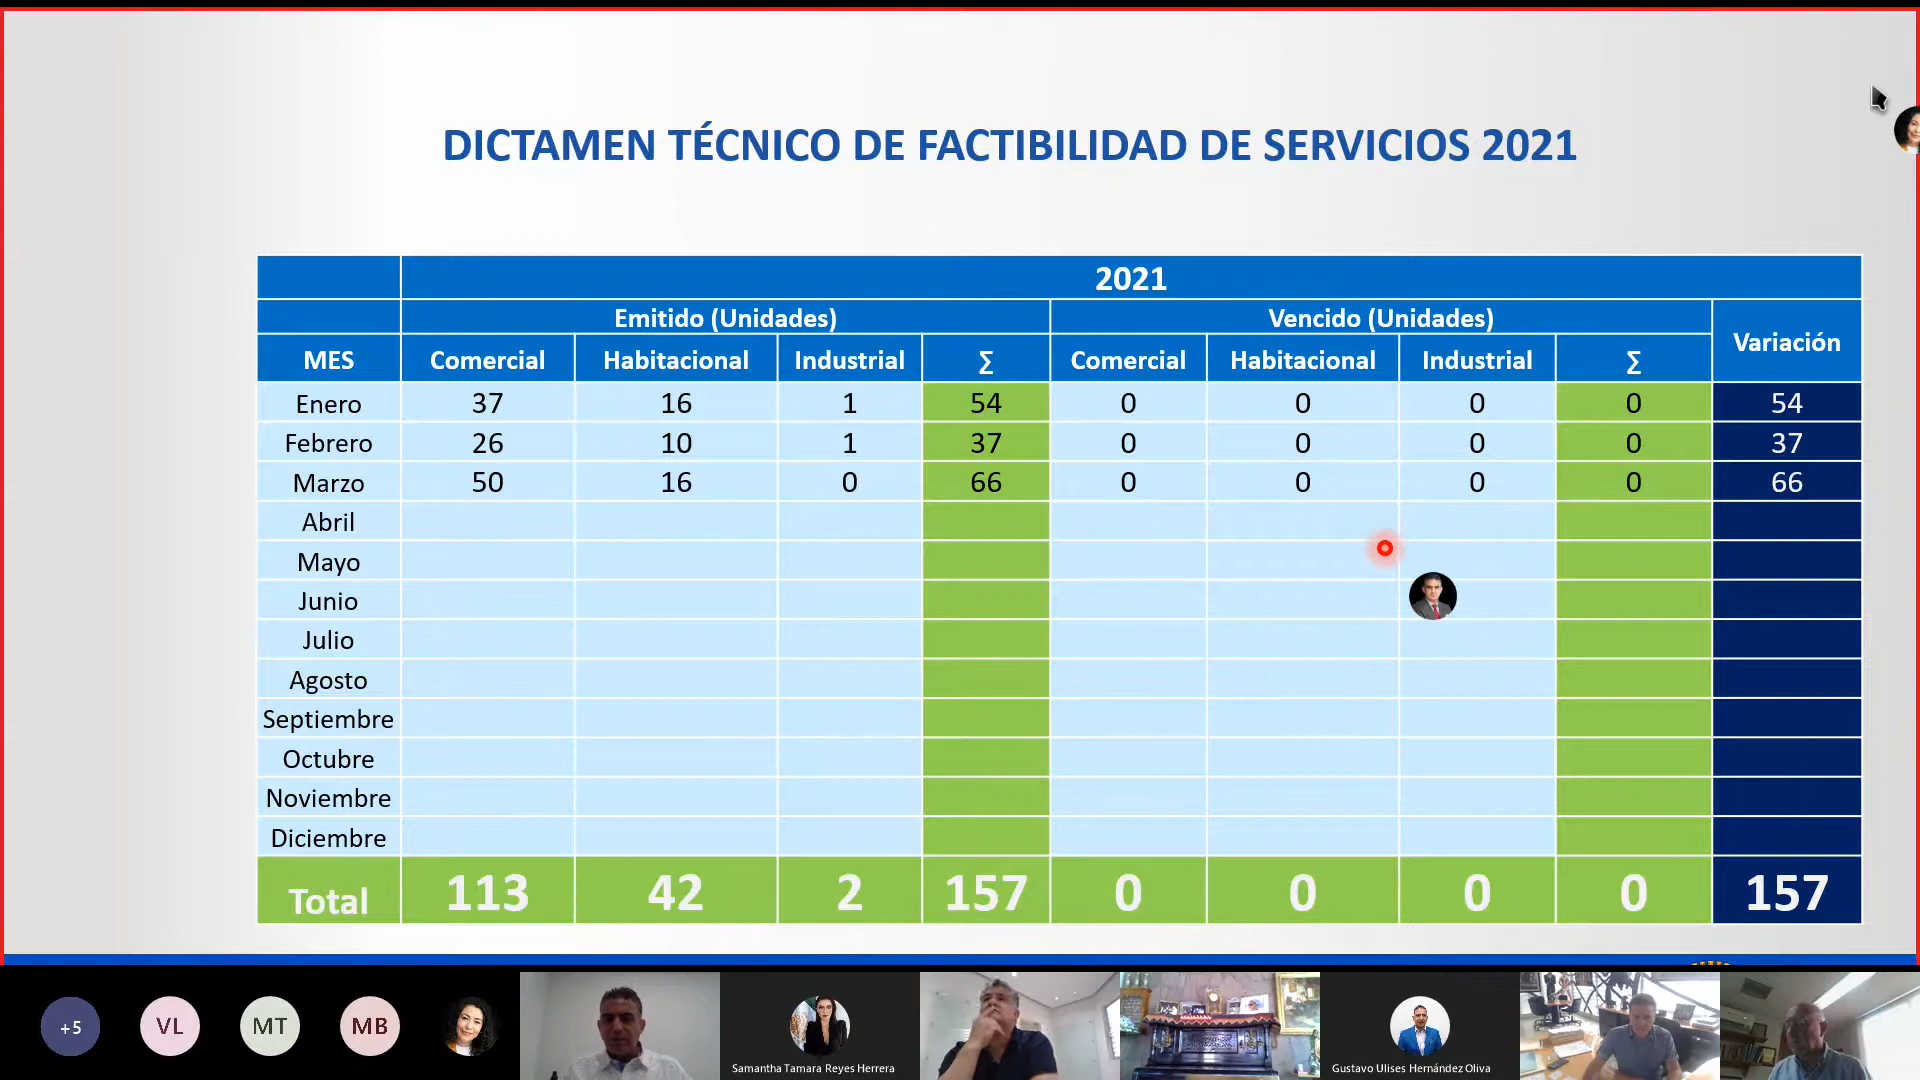 DICTAMEN TÉCNICO DE FACTIBILIDAD DE SERVICIOS 2021
2021
Emitido (Unidades) Vencido (Unidades) Variación
MES Comercial Habitacional Industrial ∑ Comercial Habitacional Industrial ∑
Enero 37 16 1 54 0 0 0 0 54
Febrero 26 10 1 37 0 0 0 0 37
Marzo 50 16 0 66 0 0 0 0 66
Abril
Mayo
Junio
Julio
Agosto
Septiembre
Octubre
Noviembre
Diciembre
Total 113 42 2 157 0 0 0 0 157
+5 VL MT MB
Samantha Tamara Reyes Herrera
Gustavo Ulises Hernández Oliva